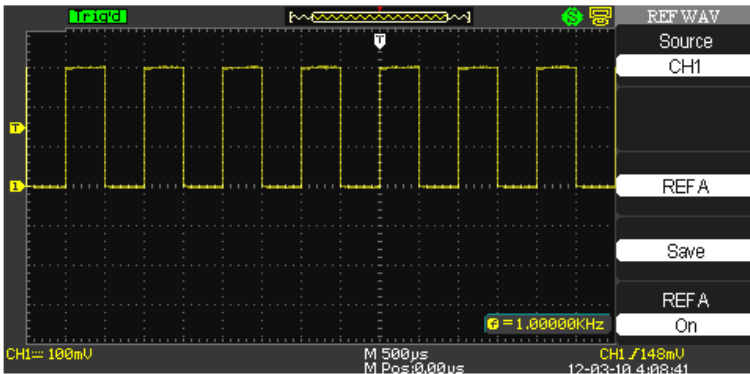 Trig'd
REF WAV
Source
CH1
T
T
1
REF A
Save
REF A
On
f = 1.00000KHz
CH1 100mV
M 500µs
CH1 148mV
M Pos:0.00µs
12-03-10 4:08:41